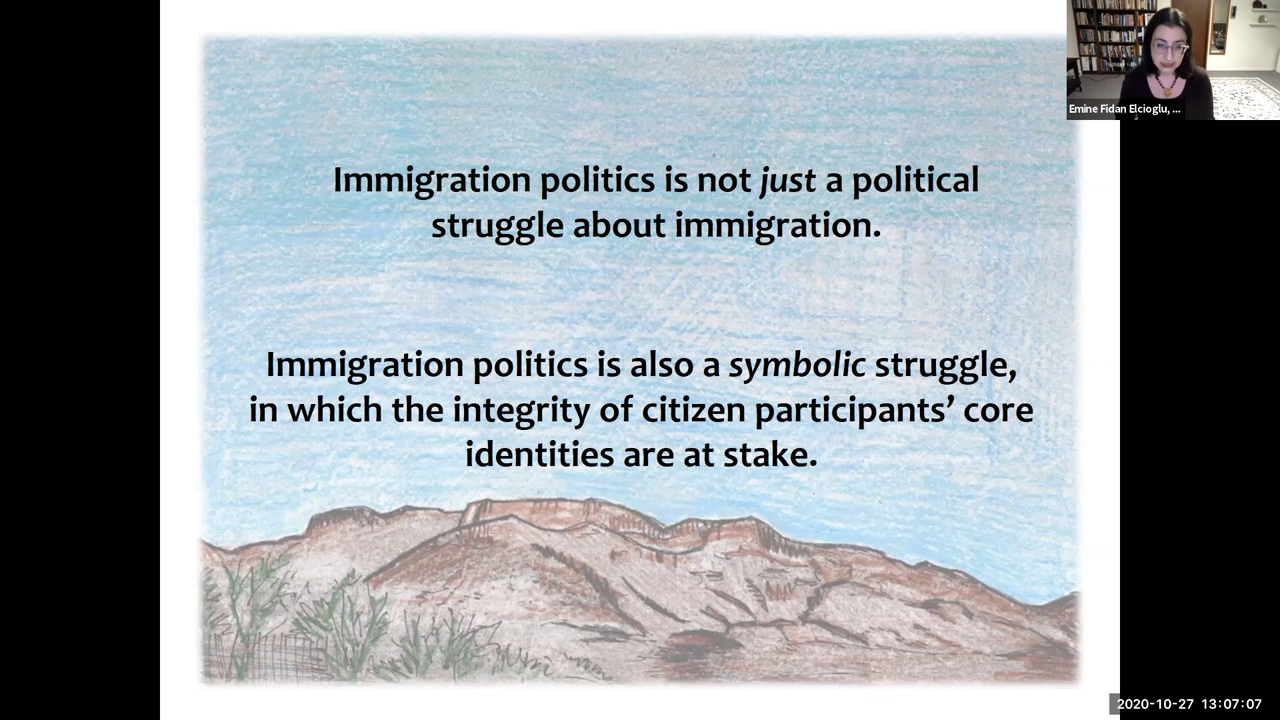 Immigration politics is not just a political
struggle about immigration.
Immigration politics is also a symbolic struggle,
in which the integrity of citizen participants’ core
identities are at stake.
Emine Fidan Elcioglu, ...
2020-10-27 13:07:07